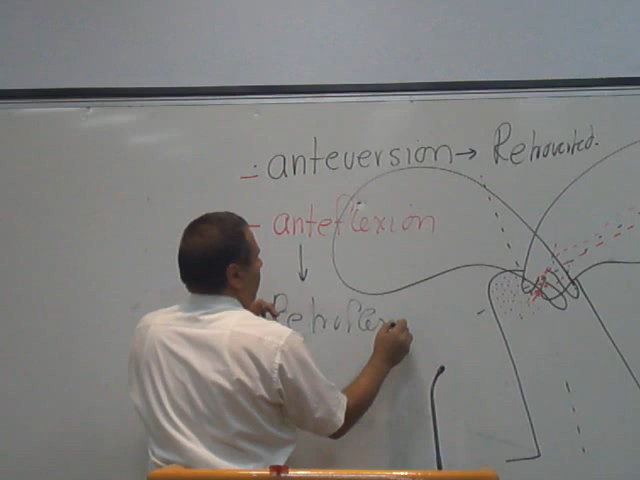 - anteversion → Retroverted.
- anteflexion
↓
Retroflex